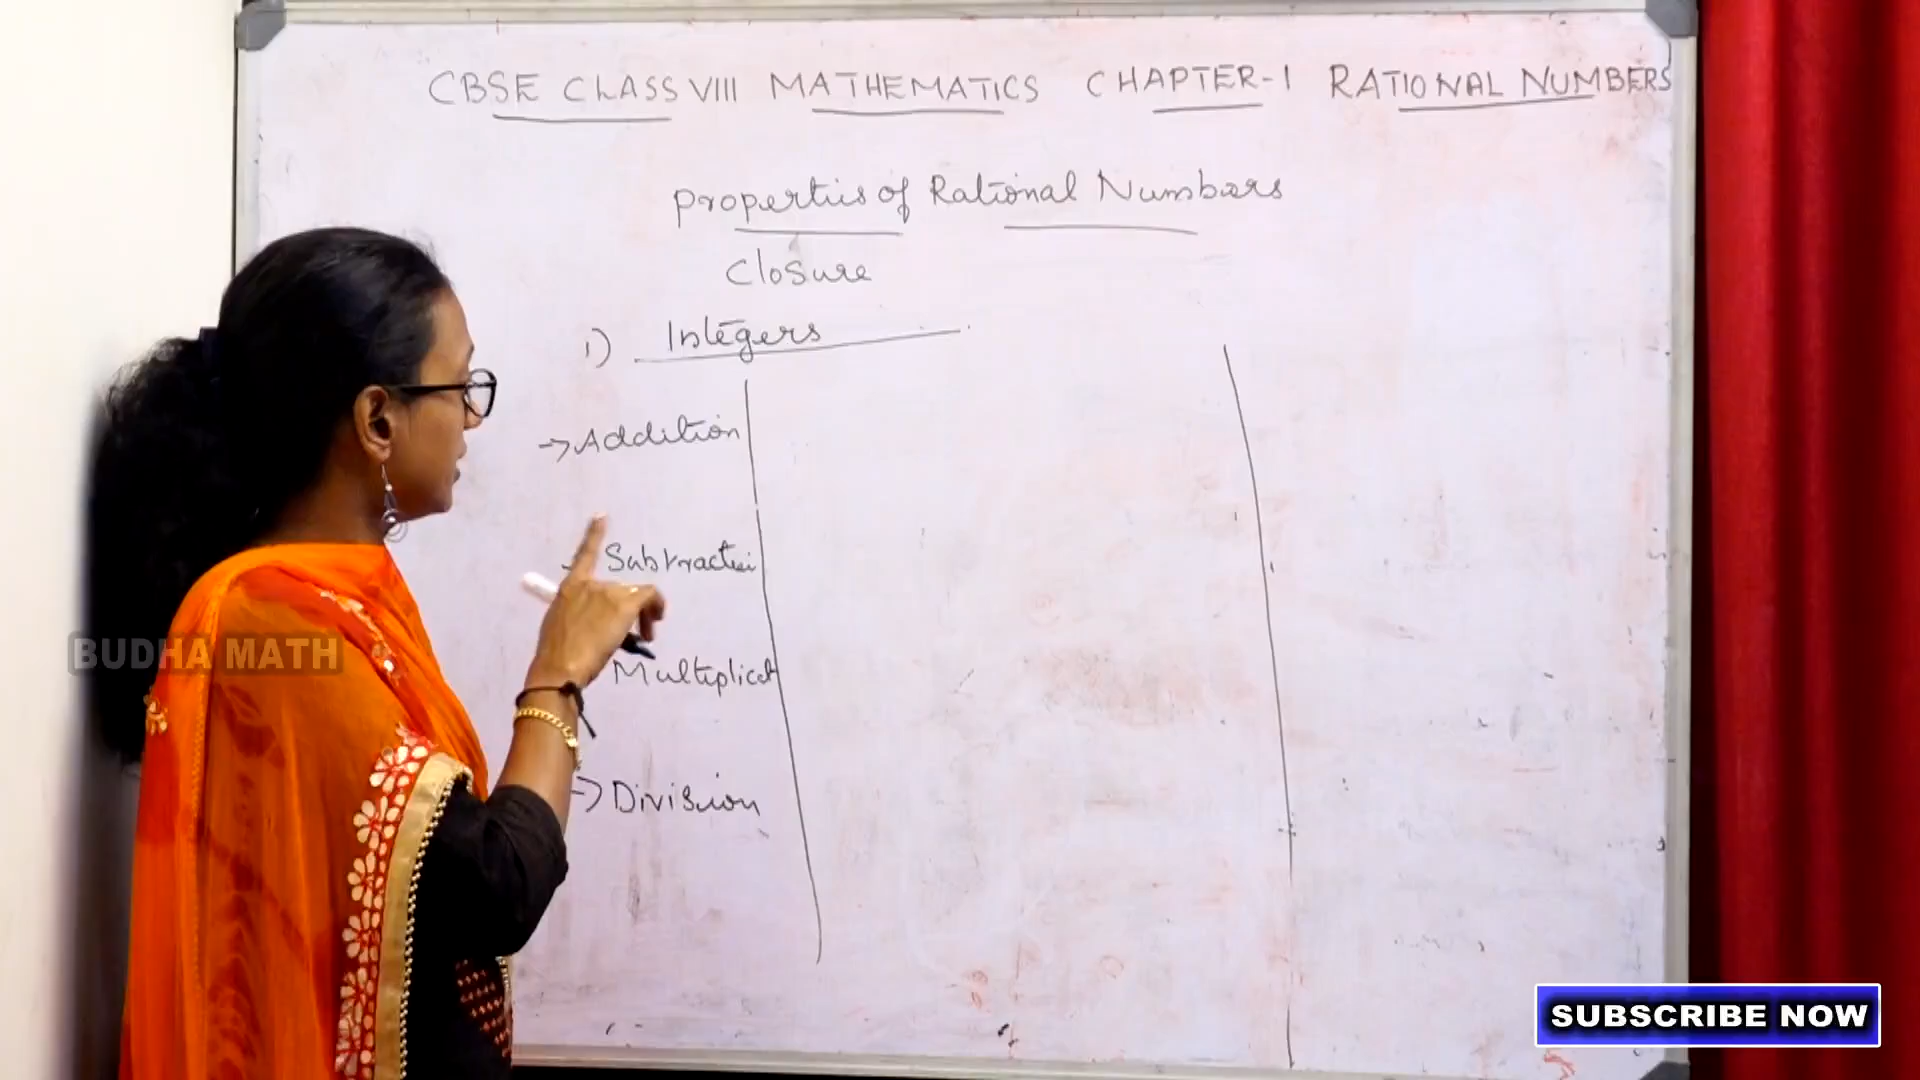 CBSE CLASS VIII MATHEMATICS CHAPTER-1 RATIONAL NUMBERS
Properties of Rational Numbers
Closure
1) Integers
→Addition
Subtraction
Multiplicat
→Division
BUDHA MATH
SUBSCRIBE NOW